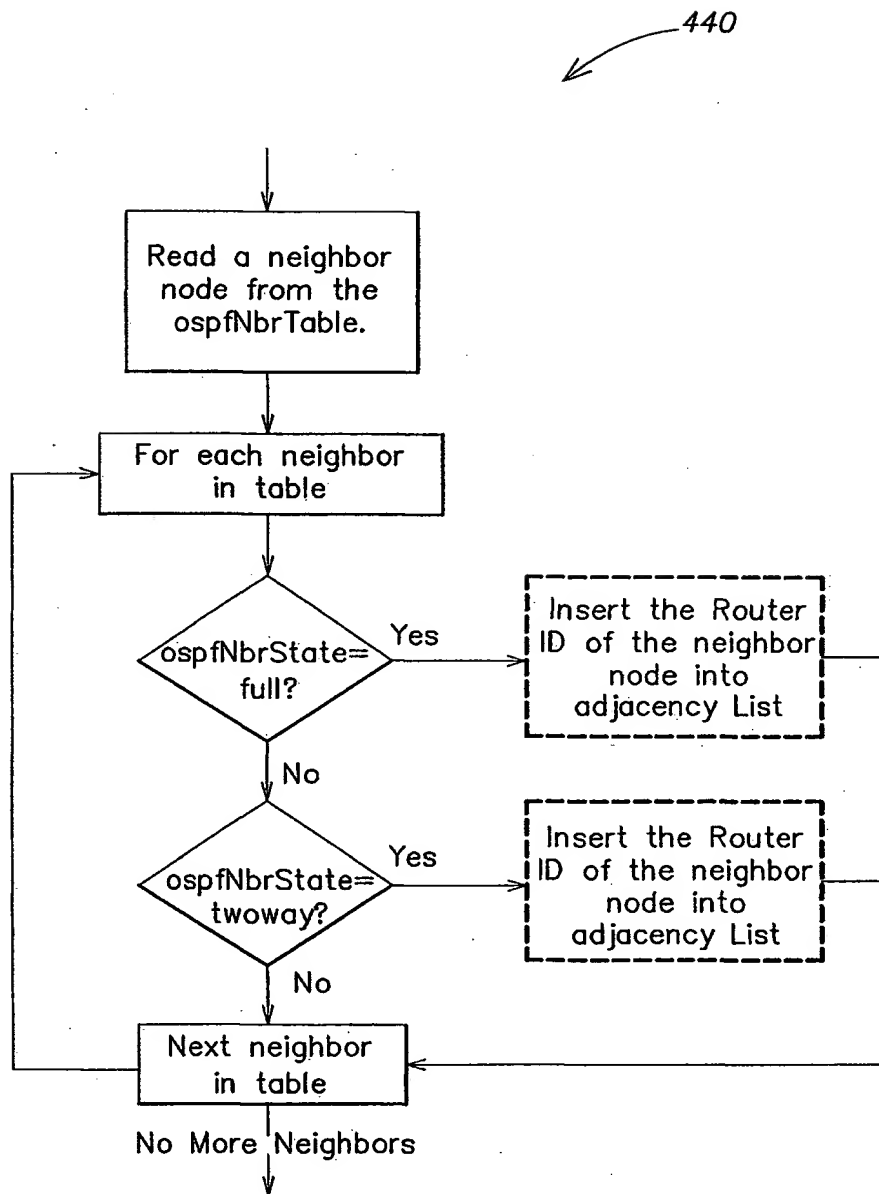 440
Read a neighbor
node from the
ospfNbrTable.
For each neighbor
in table
ospfNbrState=
full?
Yes
Insert the Router
ID of the neighbor
node into
adjacency List
No
ospfNbrState=
twoway?
Yes
Insert the Router
ID of the neighbor
node into
adjacency List
No
Next neighbor
in table
No More Neighbors